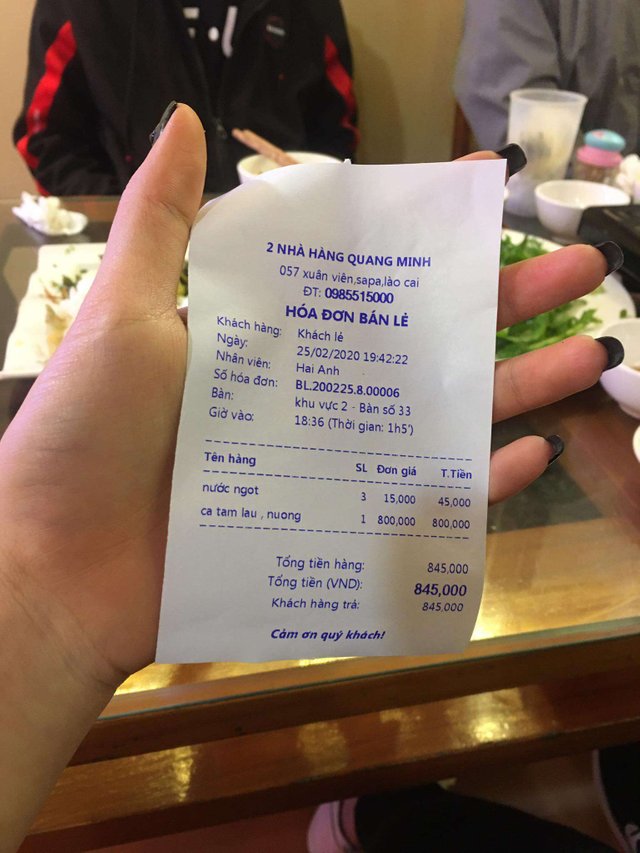 2 NHÀ HÀNG QUANG MINH
057 xuân viên,sapa,lào cai
ĐT: 0985515000
HÓA ĐƠN BÁN LẺ
Khách hàng: Khách lẻ
Ngày: 25/02/2020 19:42:22
Nhân viên: Hai Anh
Số hóa đơn: BL.200225.8.00006
Bàn: khu vực 2 - Bàn số 33
Giờ vào: 18:36 (Thời gian: 1h5')
Tên hàng SL Đơn giá T.Tiền
nước ngọt 3 15,000 45,000
ca tam lau , nuong 1 800,000 800,000
Tổng tiền hàng: 845,000
Tổng tiền (VND): 845,000
Khách hàng trả: 845,000
Cảm ơn quý khách!